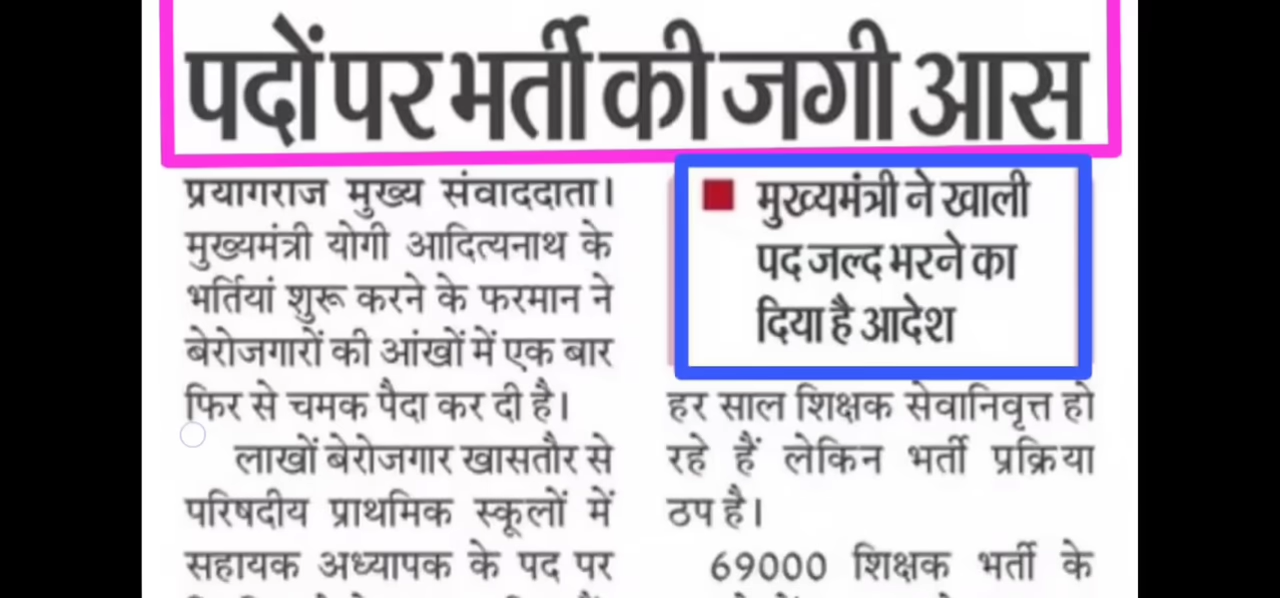 पदों पर भर्ती की जगी आस
प्रयागराज मुख्य संवाददाता।
मुख्यमंत्री योगी आदित्यनाथ के
भर्तियां शुरू करने के फरमान ने
बेरोजगारों की आंखों में एक बार
फिर से चमक पैदा कर दी है।
लाखों बेरोजगार खासतौर से
परिषदीय प्राथमिक स्कूलों में
सहायक अध्यापक के पद पर
मुख्यमंत्री ने खाली
पद जल्द भरने का
दिया है आदेश
हर साल शिक्षक सेवानिवृत्त हो
रहे हैं लेकिन भर्ती प्रक्रिया
ठप है।
69000 शिक्षक भर्ती के